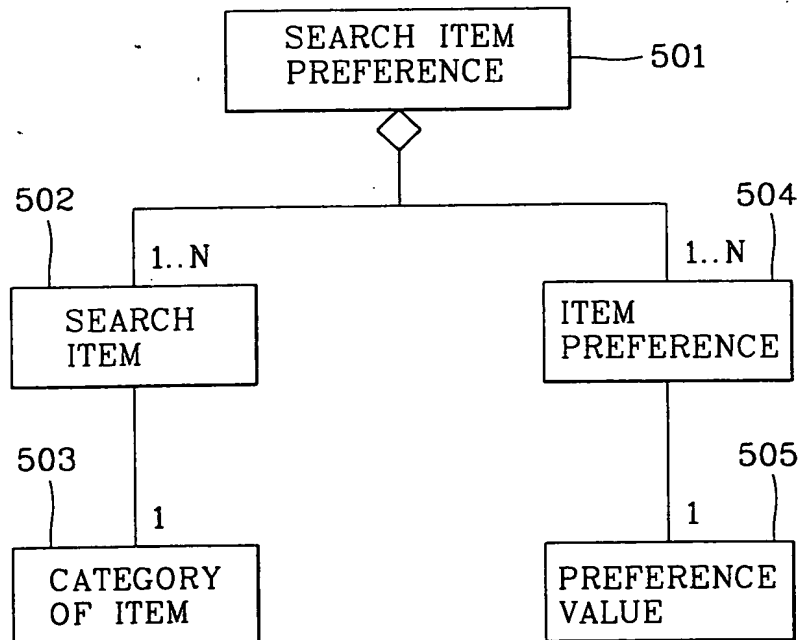 SEARCH ITEM
PREFERENCE
501
502
504
1..N
1..N
SEARCH
ITEM
ITEM
PREFERENCE
503
505
1
1
CATEGORY
OF ITEM
PREFERENCE
VALUE